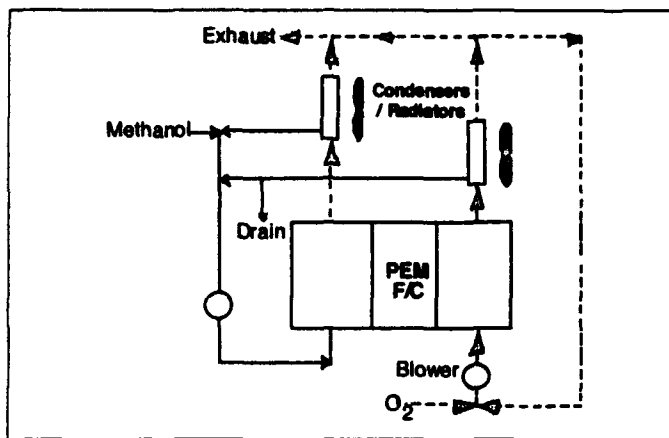 Exhaust
Condensers
/ Radiators
Methanol
Drain
PEM
F/C
Blower
O₂